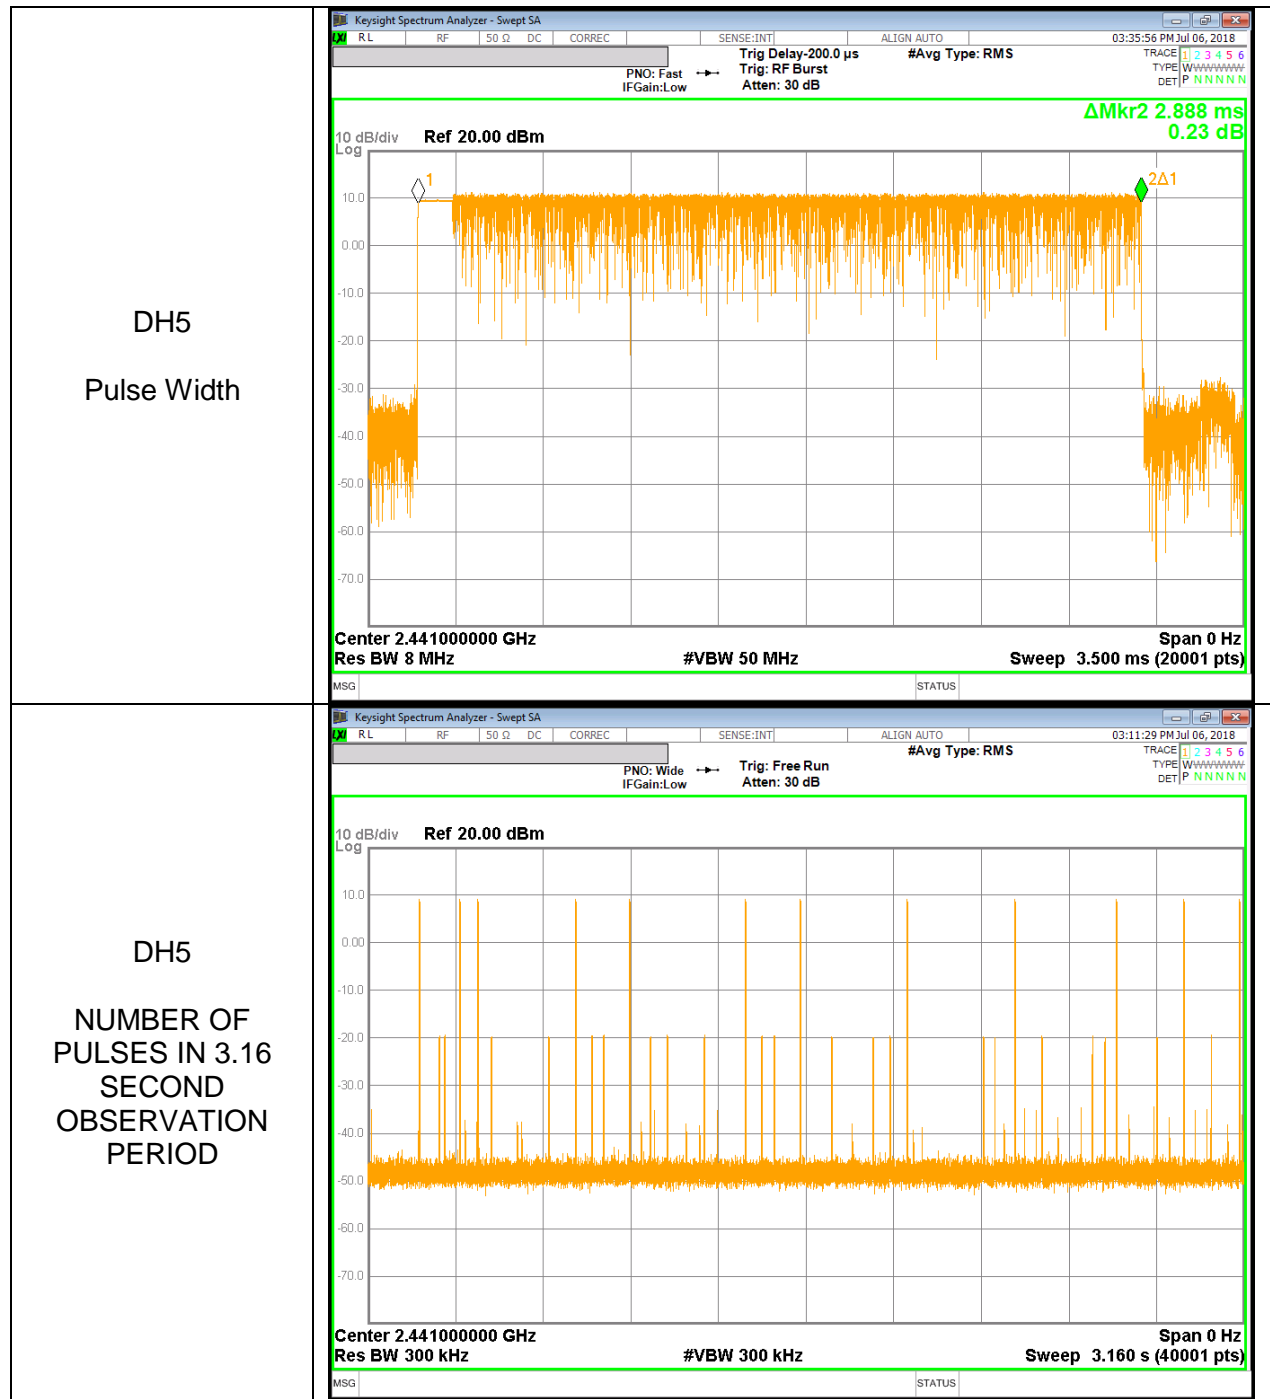 DH5
Pulse Width
Keysight Spectrum Analyzer - Swept SA
LXI RL RF 50 Ω DC CORREC SENSE:INT ALIGN AUTO 03:35:56 PM Jul 06, 2018
Trig Delay-200.0 µs #Avg Type: RMS TRACE 1 2 3 4 5 6
PNO: Fast Trig: RF Burst TYPE WWWWWW
IFGain:Low Atten: 30 dB DET P N N N N N
ΔMkr2 2.888 ms
0.23 dB
10 dB/div Ref 20.00 dBm
Log
1
2Δ1
10.0
0.00
-10.0
-20.0
-30.0
-40.0
-50.0
-60.0
-70.0
Center 2.441000000 GHz Span 0 Hz
Res BW 8 MHz #VBW 50 MHz Sweep 3.500 ms (20001 pts)
MSG STATUS
DH5
NUMBER OF
PULSES IN 3.16
SECOND
OBSERVATION
PERIOD
Keysight Spectrum Analyzer - Swept SA
LXI RL RF 50 Ω DC CORREC SENSE:INT ALIGN AUTO 03:11:29 PM Jul 06, 2018
#Avg Type: RMS TRACE 1 2 3 4 5 6
PNO: Wide Trig: Free Run TYPE WWWWWW
IFGain:Low Atten: 30 dB DET P N N N N N
10 dB/div Ref 20.00 dBm
Log
10.0
0.00
-10.0
-20.0
-30.0
-40.0
-50.0
-60.0
-70.0
Center 2.441000000 GHz Span 0 Hz
Res BW 300 kHz #VBW 300 kHz Sweep 3.160 s (40001 pts)
MSG STATUS